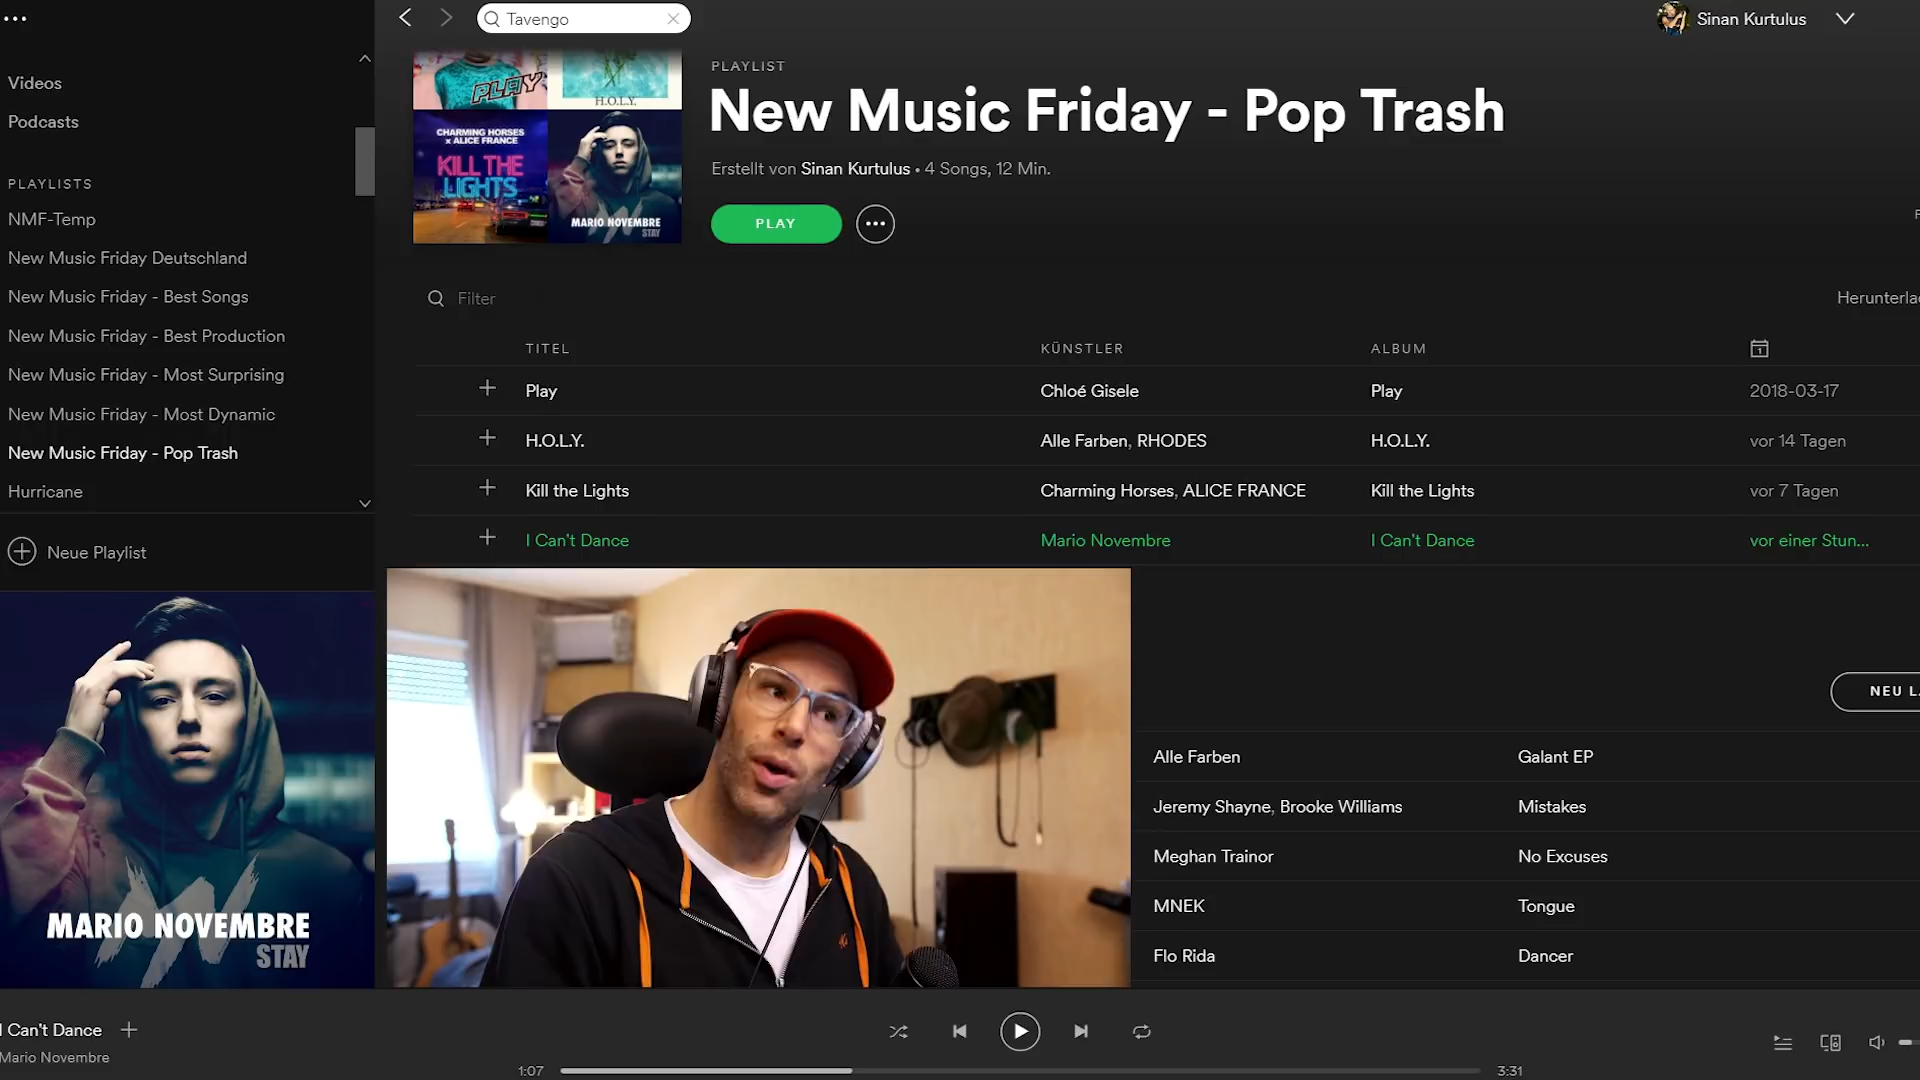 Tavengo
Sinan Kurtulus
Videos
Podcasts
PLAYLISTS
NMF-Temp
New Music Friday Deutschland
New Music Friday - Best Songs
New Music Friday - Best Production
New Music Friday - Most Surprising
New Music Friday - Most Dynamic
New Music Friday - Pop Trash
Hurricane
Neue Playlist
PLAY
H.O.L.Y.
CHARMING HORSES
x ALICE FRANCE
KILL THE
LIGHTS
MARIO NOVEMBRE
STAY
PLAYLIST
New Music Friday - Pop Trash
Erstellt von Sinan Kurtulus • 4 Songs, 12 Min.
PLAY
Filter
Herunterla
TITEL KÜNSTLER ALBUM
Play Chloé Gisele Play 2018-03-17
H.O.L.Y. Alle Farben, RHODES H.O.L.Y. vor 14 Tagen
Kill the Lights Charming Horses, ALICE FRANCE Kill the Lights vor 7 Tagen
I Can't Dance Mario Novembre I Can't Dance vor einer Stun...
NEU L
Alle Farben Galant EP
Jeremy Shayne, Brooke Williams Mistakes
Meghan Trainor No Excuses
MNEK Tongue
Flo Rida Dancer
MARIO NOVEMBRE
STAY
I Can't Dance
Mario Novembre
1:07
3:31